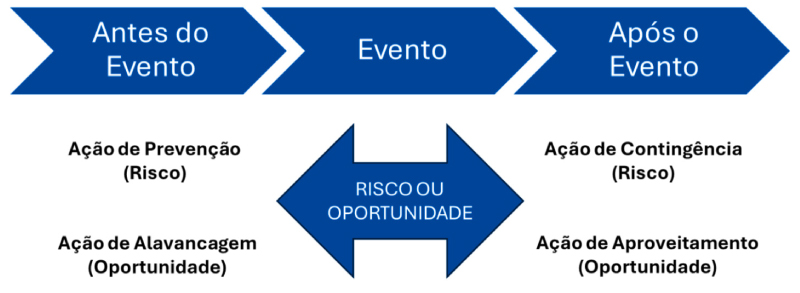 Antes do
Evento
Evento
Após o
Evento
Ação de Prevenção
(Risco)
Ação de Alavancagem
(Oportunidade)
RISCO OU
OPORTUNIDADE
Ação de Contingência
(Risco)
Ação de Aproveitamento
(Oportunidade)